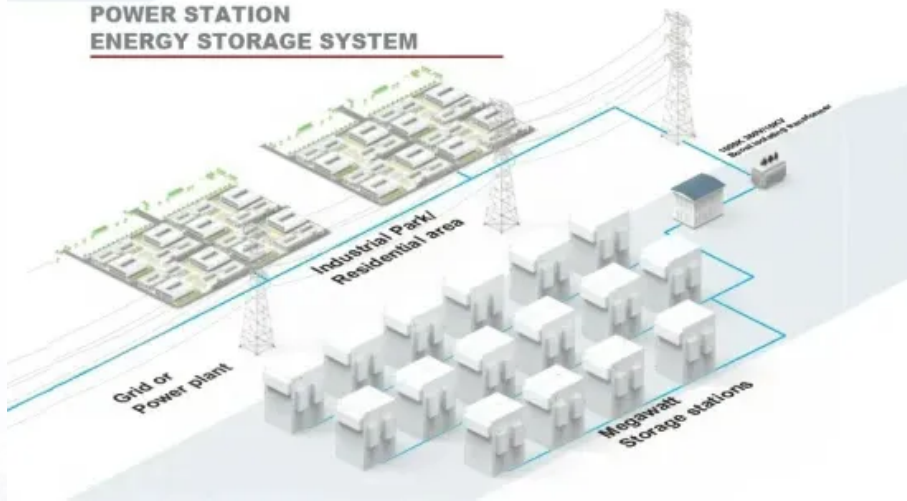 POWER STATION
ENERGY STORAGE SYSTEM
Industrial Park/
Residential area
Grid or
Power plant
Megawatt
Storage stations